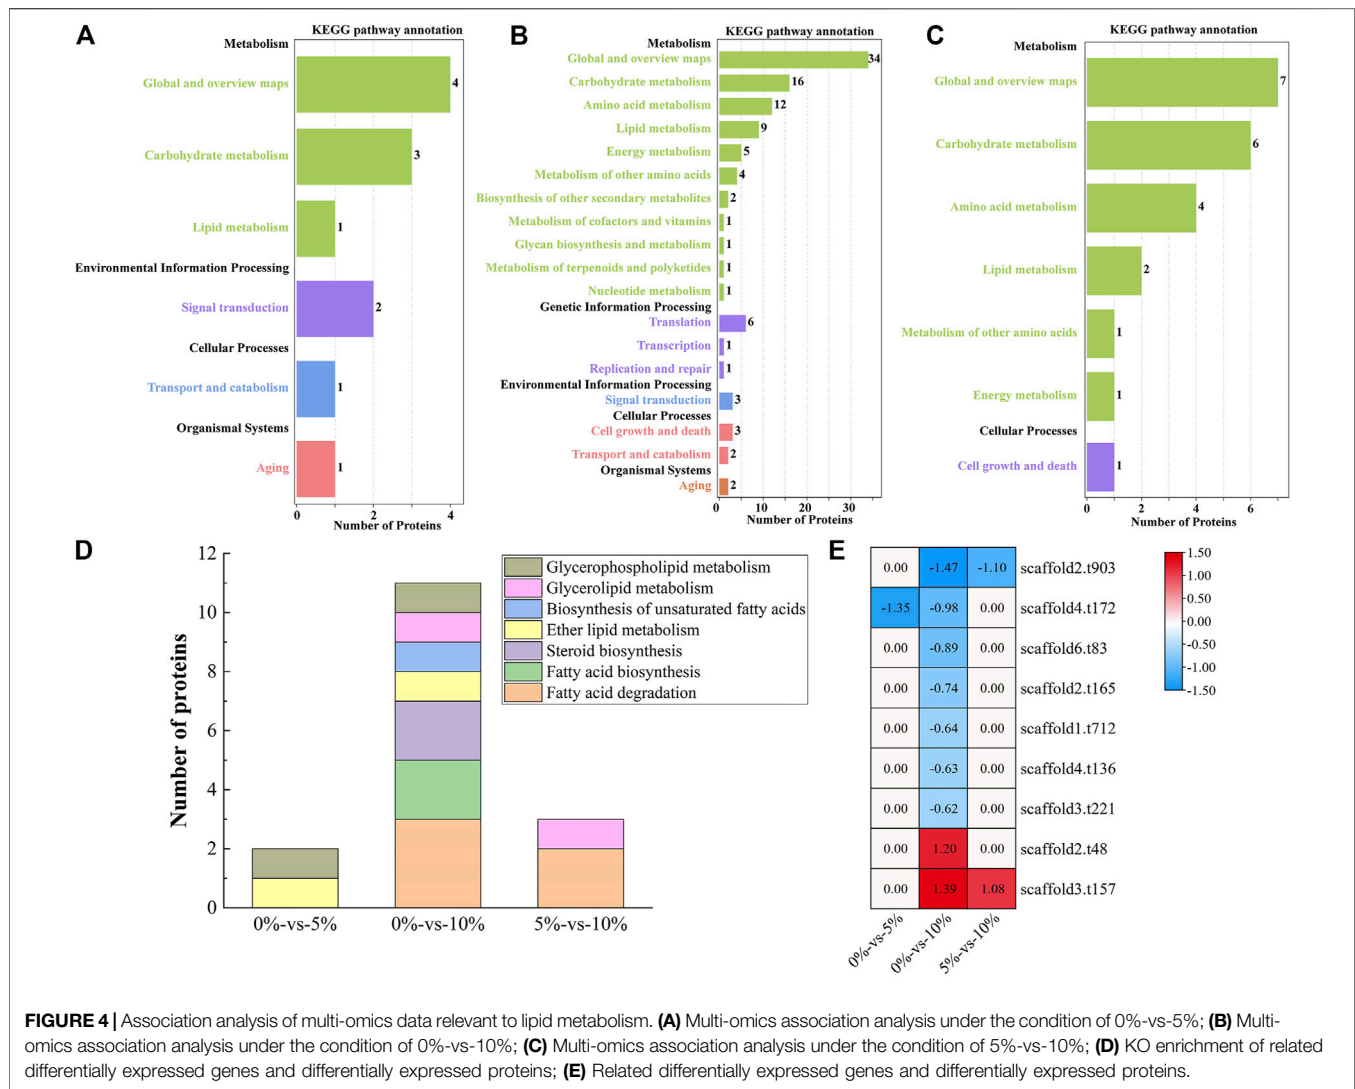 A
KEGG pathway annotation
Metabolism
Global and overview maps 4
Carbohydrate metabolism 3
Lipid metabolism 1
Environmental Information Processing
Signal transduction 2
Cellular Processes
Transport and catabolism 1
Organismal Systems
Aging 1
0 2 4
Number of Proteins
B
KEGG pathway annotation
Metabolism
Global and overview maps 34
Carbohydrate metabolism 16
Amino acid metabolism 12
Lipid metabolism 9
Energy metabolism 5
Metabolism of other amino acids 4
Biosynthesis of other secondary metabolites 2
Metabolism of cofactors and vitamins 1
Glycan biosynthesis and metabolism 1
Metabolism of terpenoids and polyketides 1
Nucleotide metabolism 1
Genetic Information Processing
Translation 6
Transcription 1
Replication and repair 1
Environmental Information Processing
Signal transduction 3
Cellular Processes
Cell growth and death 3
Transport and catabolism 2
Organismal Systems
Aging 2
0 10 20 30
Number of Proteins
C
KEGG pathway annotation
Metabolism
Global and overview maps 7
Carbohydrate metabolism 6
Amino acid metabolism 4
Lipid metabolism 2
Metabolism of other amino acids 1
Energy metabolism 1
Cellular Processes
Cell growth and death 1
0 2 4 6
Number of Proteins
D
Number of proteins
12
10
8
6
4
2
0
0%-vs-5% 0%-vs-10% 5%-vs-10%
Glycerophospholipid metabolism
Glycerolipid metabolism
Biosynthesis of unsaturated fatty acids
Ether lipid metabolism
Steroid biosynthesis
Fatty acid biosynthesis
Fatty acid degradation
E
0.00 -1.47 -1.10 scaffold2.t903
-1.35 -0.98 0.00 scaffold4.t172
0.00 -0.89 0.00 scaffold6.t83
0.00 -0.74 0.00 scaffold2.t165
0.00 -0.64 0.00 scaffold1.t712
0.00 -0.63 0.00 scaffold4.t136
0.00 -0.62 0.00 scaffold3.t221
0.00 1.20 0.00 scaffold2.t48
0.00 1.39 1.08 scaffold3.t157
0%-vs-5% 0%-vs-10% 5%-vs-10%
1.50
1.00
0.50
0.00
-0.50
-1.00
-1.50
FIGURE 4 | Association analysis of multi-omics data relevant to lipid metabolism. (A) Multi-omics association analysis under the condition of 0%-vs-5%; (B) Multi-
omics association analysis under the condition of 0%-vs-10%; (C) Multi-omics association analysis under the condition of 5%-vs-10%; (D) KO enrichment of related
differentially expressed genes and differentially expressed proteins; (E) Related differentially expressed genes and differentially expressed proteins.